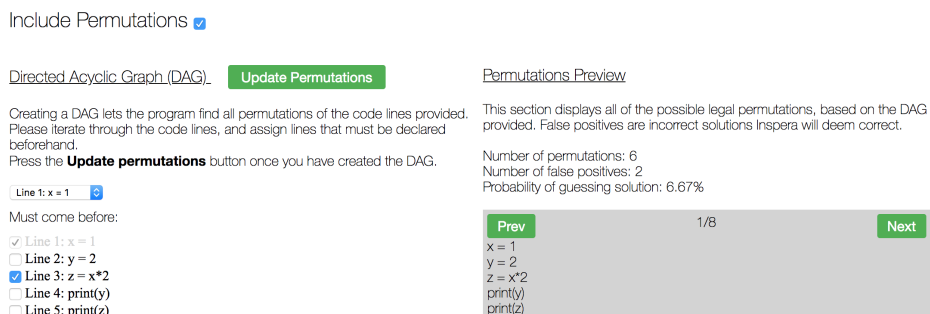 Include Permutations
Directed Acyclic Graph (DAG)
Update Permutations
Creating a DAG lets the program find all permutations of the code lines provided.
Please iterate through the code lines, and assign lines that must be declared
beforehand.
Press the Update permutations button once you have created the DAG.
Line 1: x = 1
Must come before:
Line 1: x = 1
Line 2: y = 2
Line 3: z = x*2
Line 4: print(y)
Line 5: print(z)
Permutations Preview
This section displays all of the possible legal permutations, based on the DAG
provided. False positives are incorrect solutions Inspera will deem correct.
Number of permutations: 6
Number of false positives: 2
Probability of guessing solution: 6.67%
Prev
1/8
Next
x = 1
y = 2
z = x*2
print(y)
print(z)